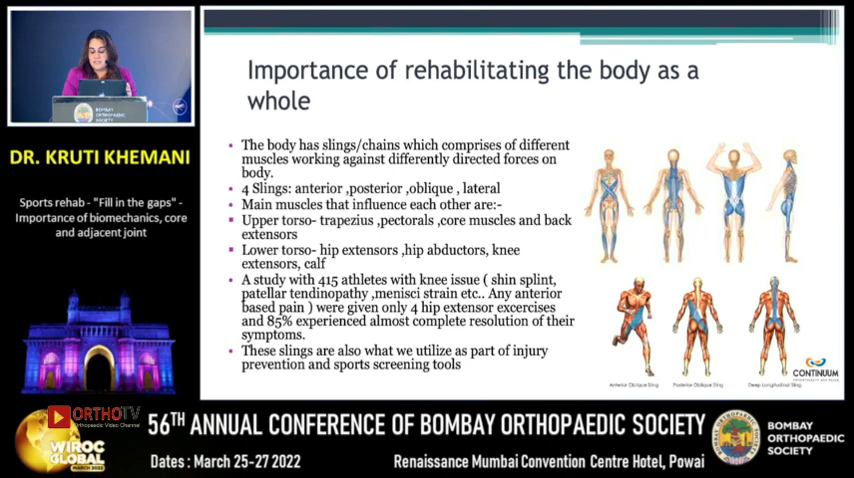 DR. KRUTI KHEMANI
Sports rehab - "Fill in the gaps" -
Importance of biomechanics, core
and adjacent joint
Importance of rehabilitating the body as a
whole
• The body has slings/chains which comprises of different
muscles working against differently directed forces on
body.
• 4 Slings: anterior ,posterior ,oblique , lateral
• Main muscles that influence each other are:-
▪ Upper torso- trapezius ,pectorals ,core muscles and back
extensors
▪ Lower torso- hip extensors ,hip abductors, knee
extensors, calf
• A study with 415 athletes with knee issue ( shin splint,
patellar tendinopathy ,menisci strain etc.. Any anterior
based pain ) were given only 4 hip extensor excercises
and 85% experienced almost complete resolution of their
symptoms.
• These slings are also what we utilize as part of injury
prevention and sports screening tools
Anterior Oblique Sling
Posterior Oblique Sling
Deep Longitudinal Sling
CONTINUUM
ORTHOTV
Orthopaedic Video Channel
WIROC
GLOBAL
MARCH 2022
56TH ANNUAL CONFERENCE OF BOMBAY ORTHOPAEDIC SOCIETY
Dates : March 25-27 2022
Renaissance Mumbai Convention Centre Hotel, Powai
BOMBAY
ORTHOPAEDIC
SOCIETY